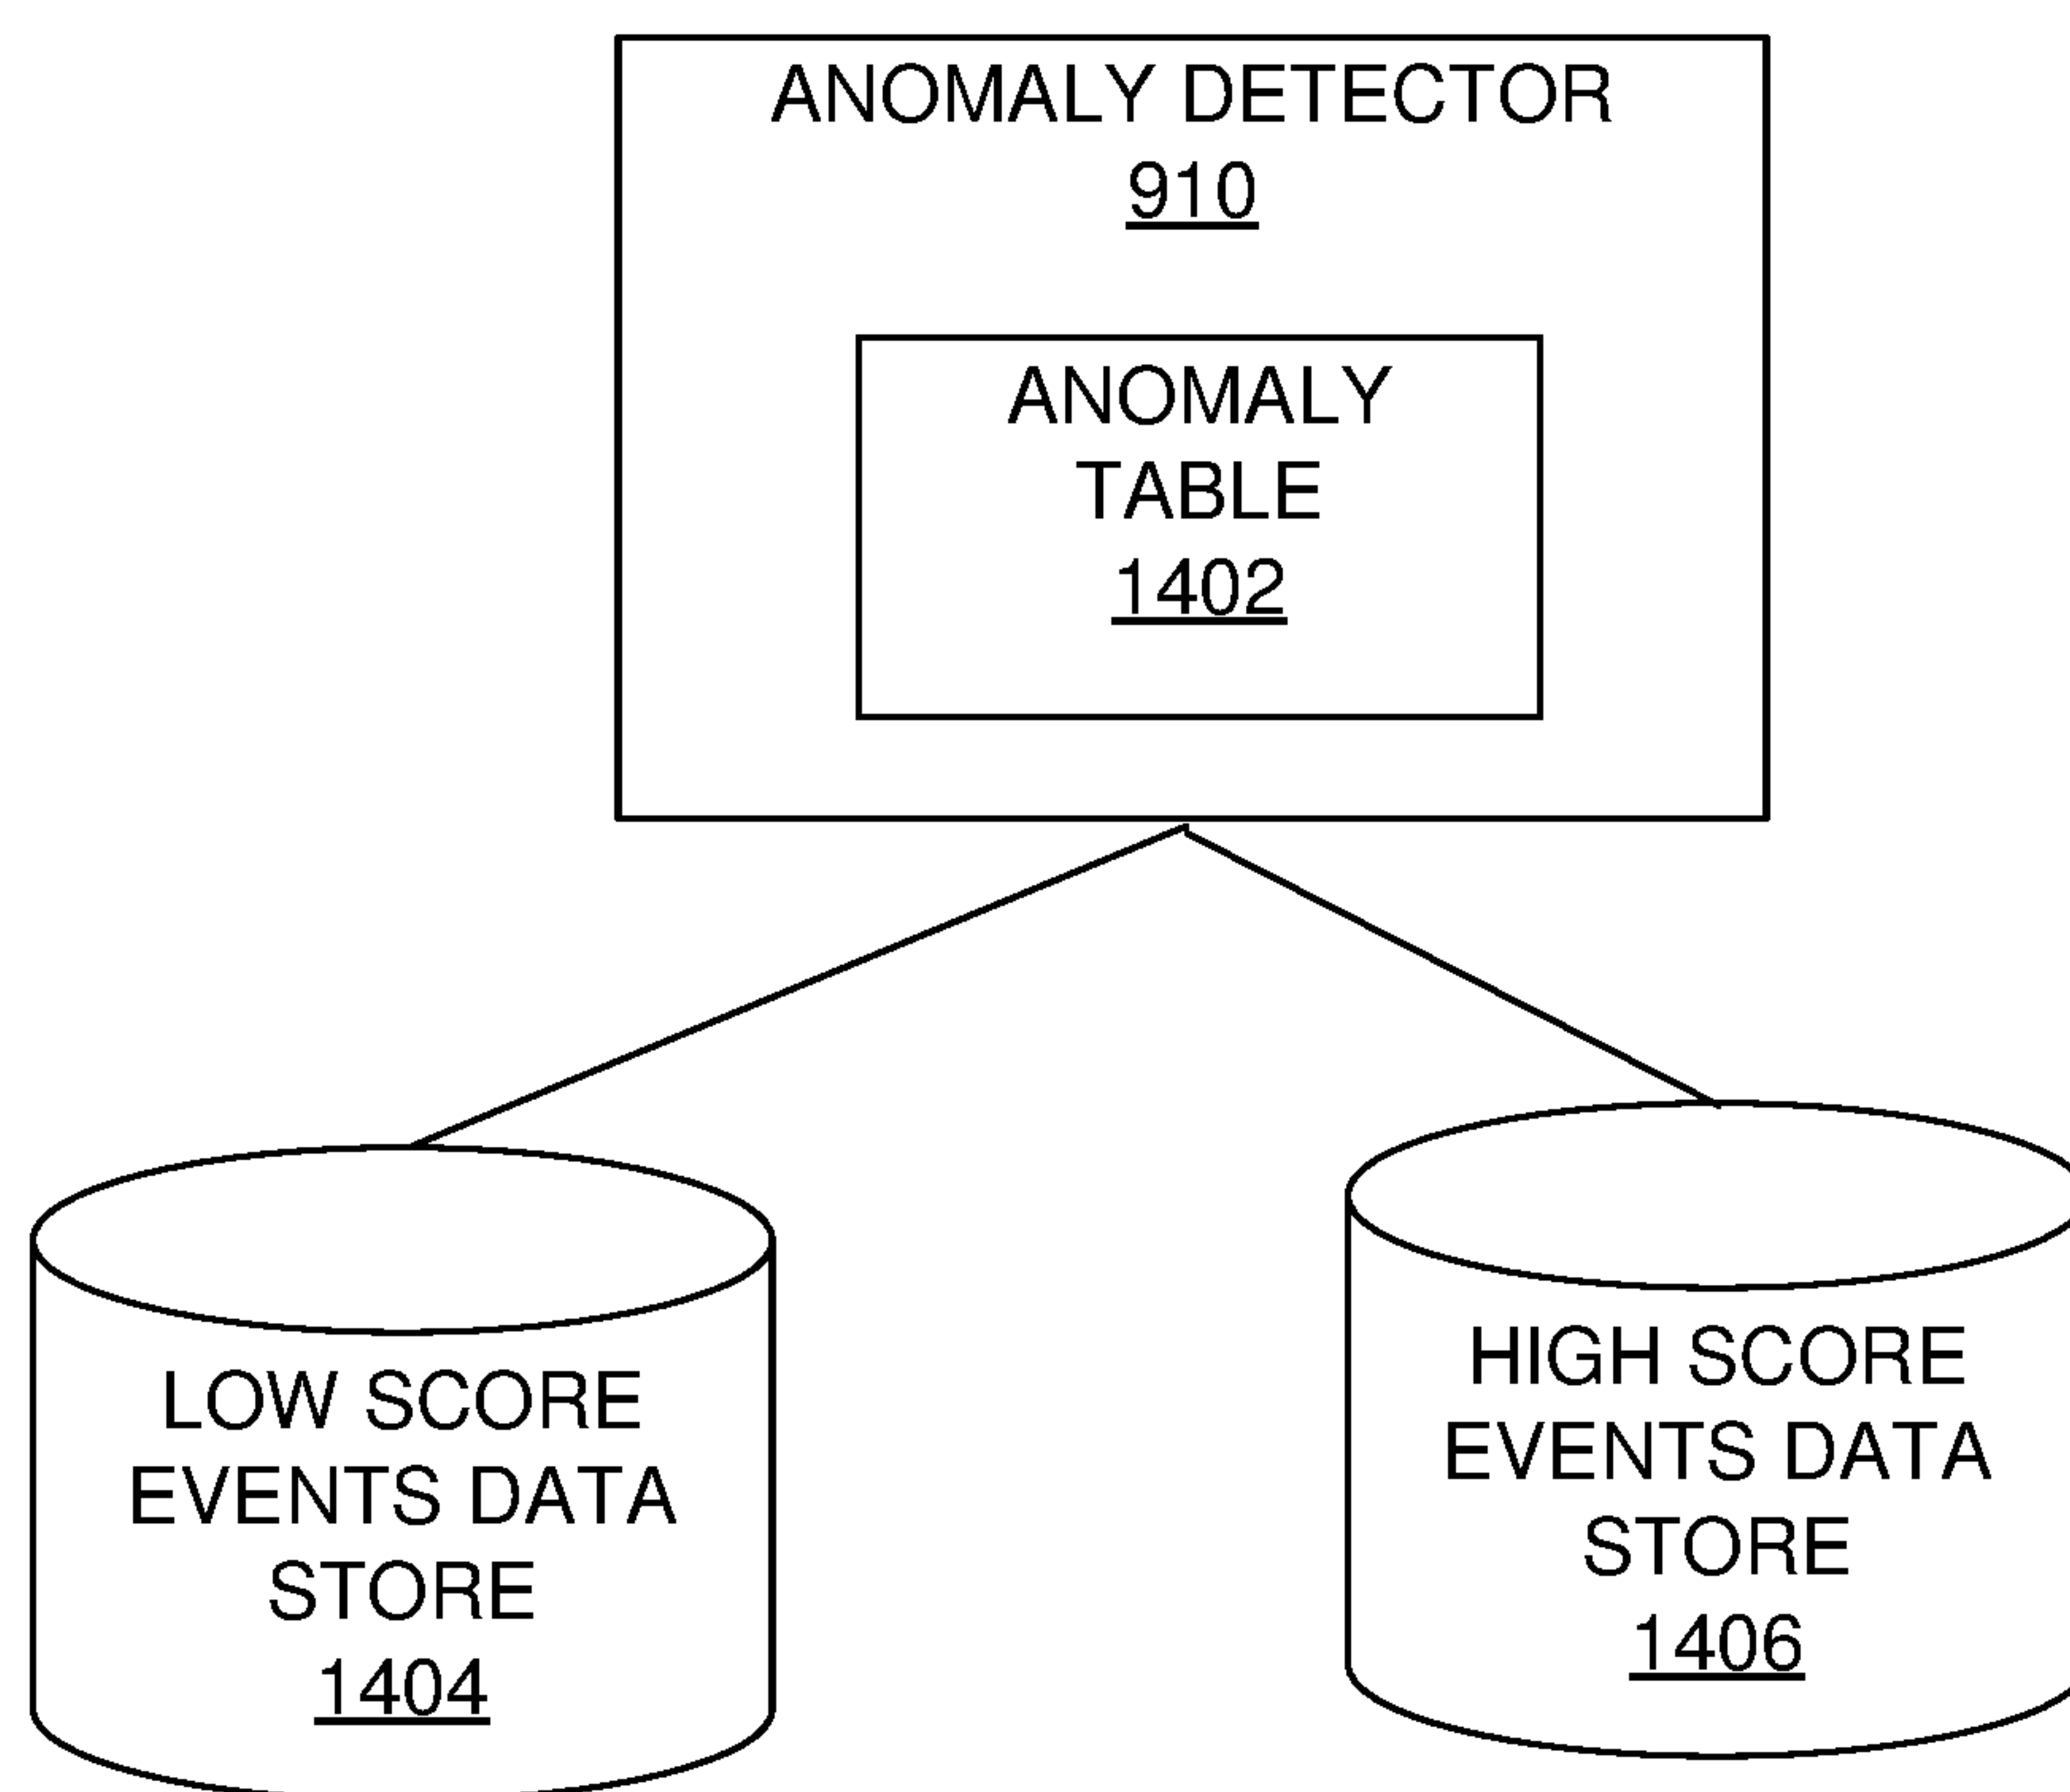 ANOMALY DETECTOR
910
ANOMALY
TABLE
1402
LOW SCORE
EVENTS DATA
STORE
1404
HIGH SCORE
EVENTS DATA
STORE
1406